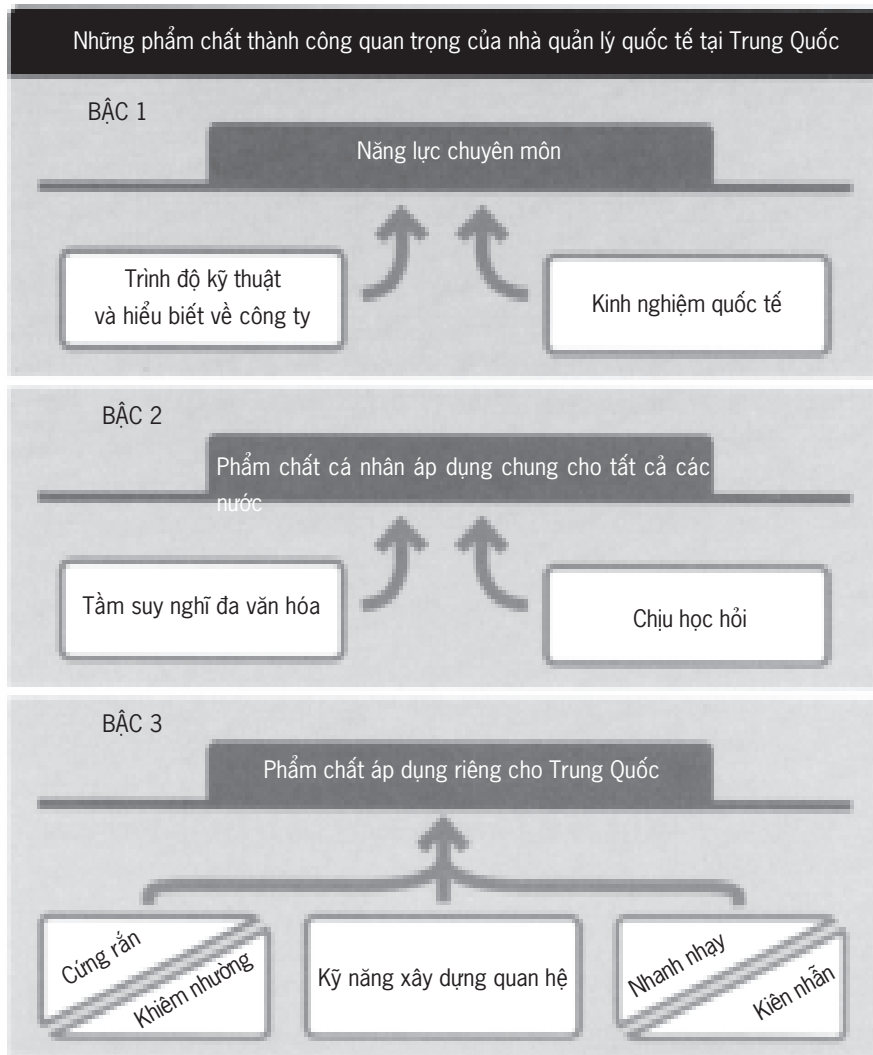 Những phẩm chất thành công quan trọng của nhà quản lý quốc tế tại Trung Quốc
BẬC 1
Năng lực chuyên môn
Trình độ kỹ thuật
và hiểu biết về công ty
Kinh nghiệm quốc tế
BẬC 2
Phẩm chất cá nhân áp dụng chung cho tất cả các
nước
Tầm suy nghĩ đa văn hóa
Chịu học hỏi
BẬC 3
Phẩm chất áp dụng riêng cho Trung Quốc
Cứng rắn
Khiêm nhường
Kỹ năng xây dựng quan hệ
Nhanh nhạy
Kiên nhẫn